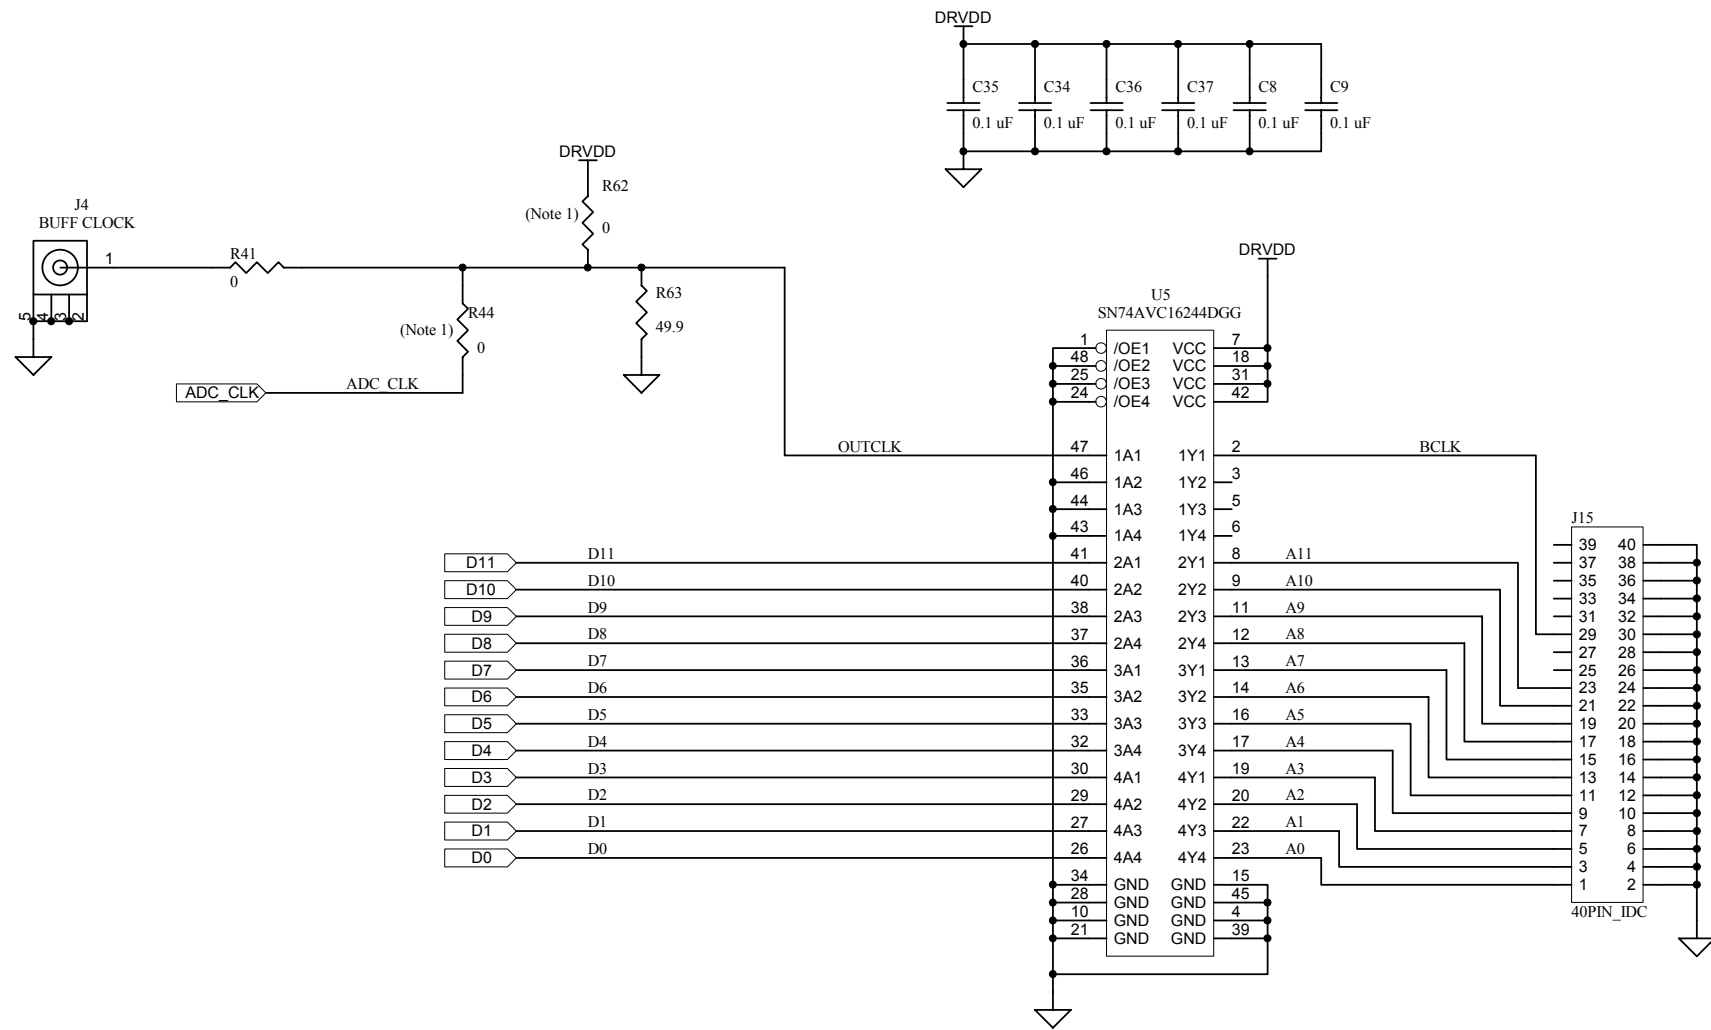 DRVDD
C35 C34 C36 C37 C8 C9
0.1 uF 0.1 uF 0.1 uF 0.1 uF 0.1 uF 0.1 uF
DRVDD
R62
(Note 1)
0
J4
BUFF CLOCK
1
5 4 3 2
R41
0
R44
(Note 1)
0
R63
49.9
ADC_CLK ADC_CLK
DRVDD
U5
SN74AVC16244DGG
1 /OE1 VCC 7
48 /OE2 VCC 18
25 /OE3 VCC 31
24 /OE4 VCC 42
OUTCLK 47 1A1 1Y1 2 BCLK
46 1A2 1Y2 3
44 1A3 1Y3 5
43 1A4 1Y4 6
D11 D11 41 2A1 2Y1 8 A11
D10 D10 40 2A2 2Y2 9 A10
D9 D9 38 2A3 2Y3 11 A9
D8 D8 37 2A4 2Y4 12 A8
D7 D7 36 3A1 3Y1 13 A7
D6 D6 35 3A2 3Y2 14 A6
D5 D5 33 3A3 3Y3 16 A5
D4 D4 32 3A4 3Y4 17 A4
D3 D3 30 4A1 4Y1 19 A3
D2 D2 29 4A2 4Y2 20 A2
D1 D1 27 4A3 4Y3 22 A1
D0 D0 26 4A4 4Y4 23 A0
34 GND GND 15
28 GND GND 45
10 GND GND 4
21 GND GND 39
J15
39 40
37 38
35 36
33 34
31 32
29 30
27 28
25 26
23 24
21 22
19 20
17 18
15 16
13 14
11 12
9 10
7 8
5 6
3 4
1 2
40PIN_IDC